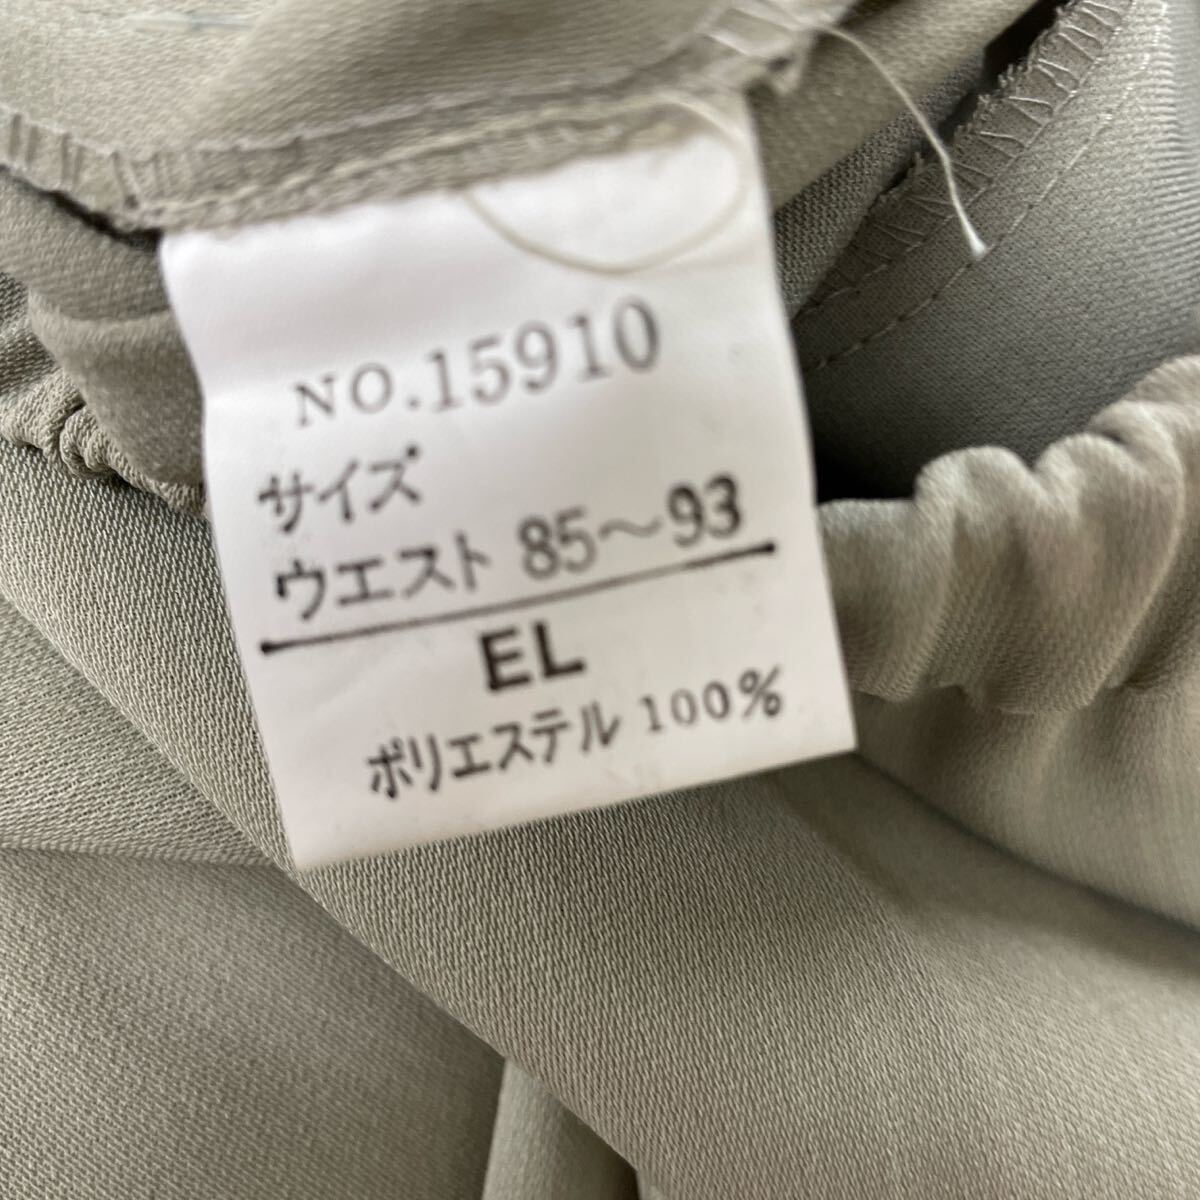 NO.15910
サイズ
ウエスト 85～93
EL
ポリエステル 100%